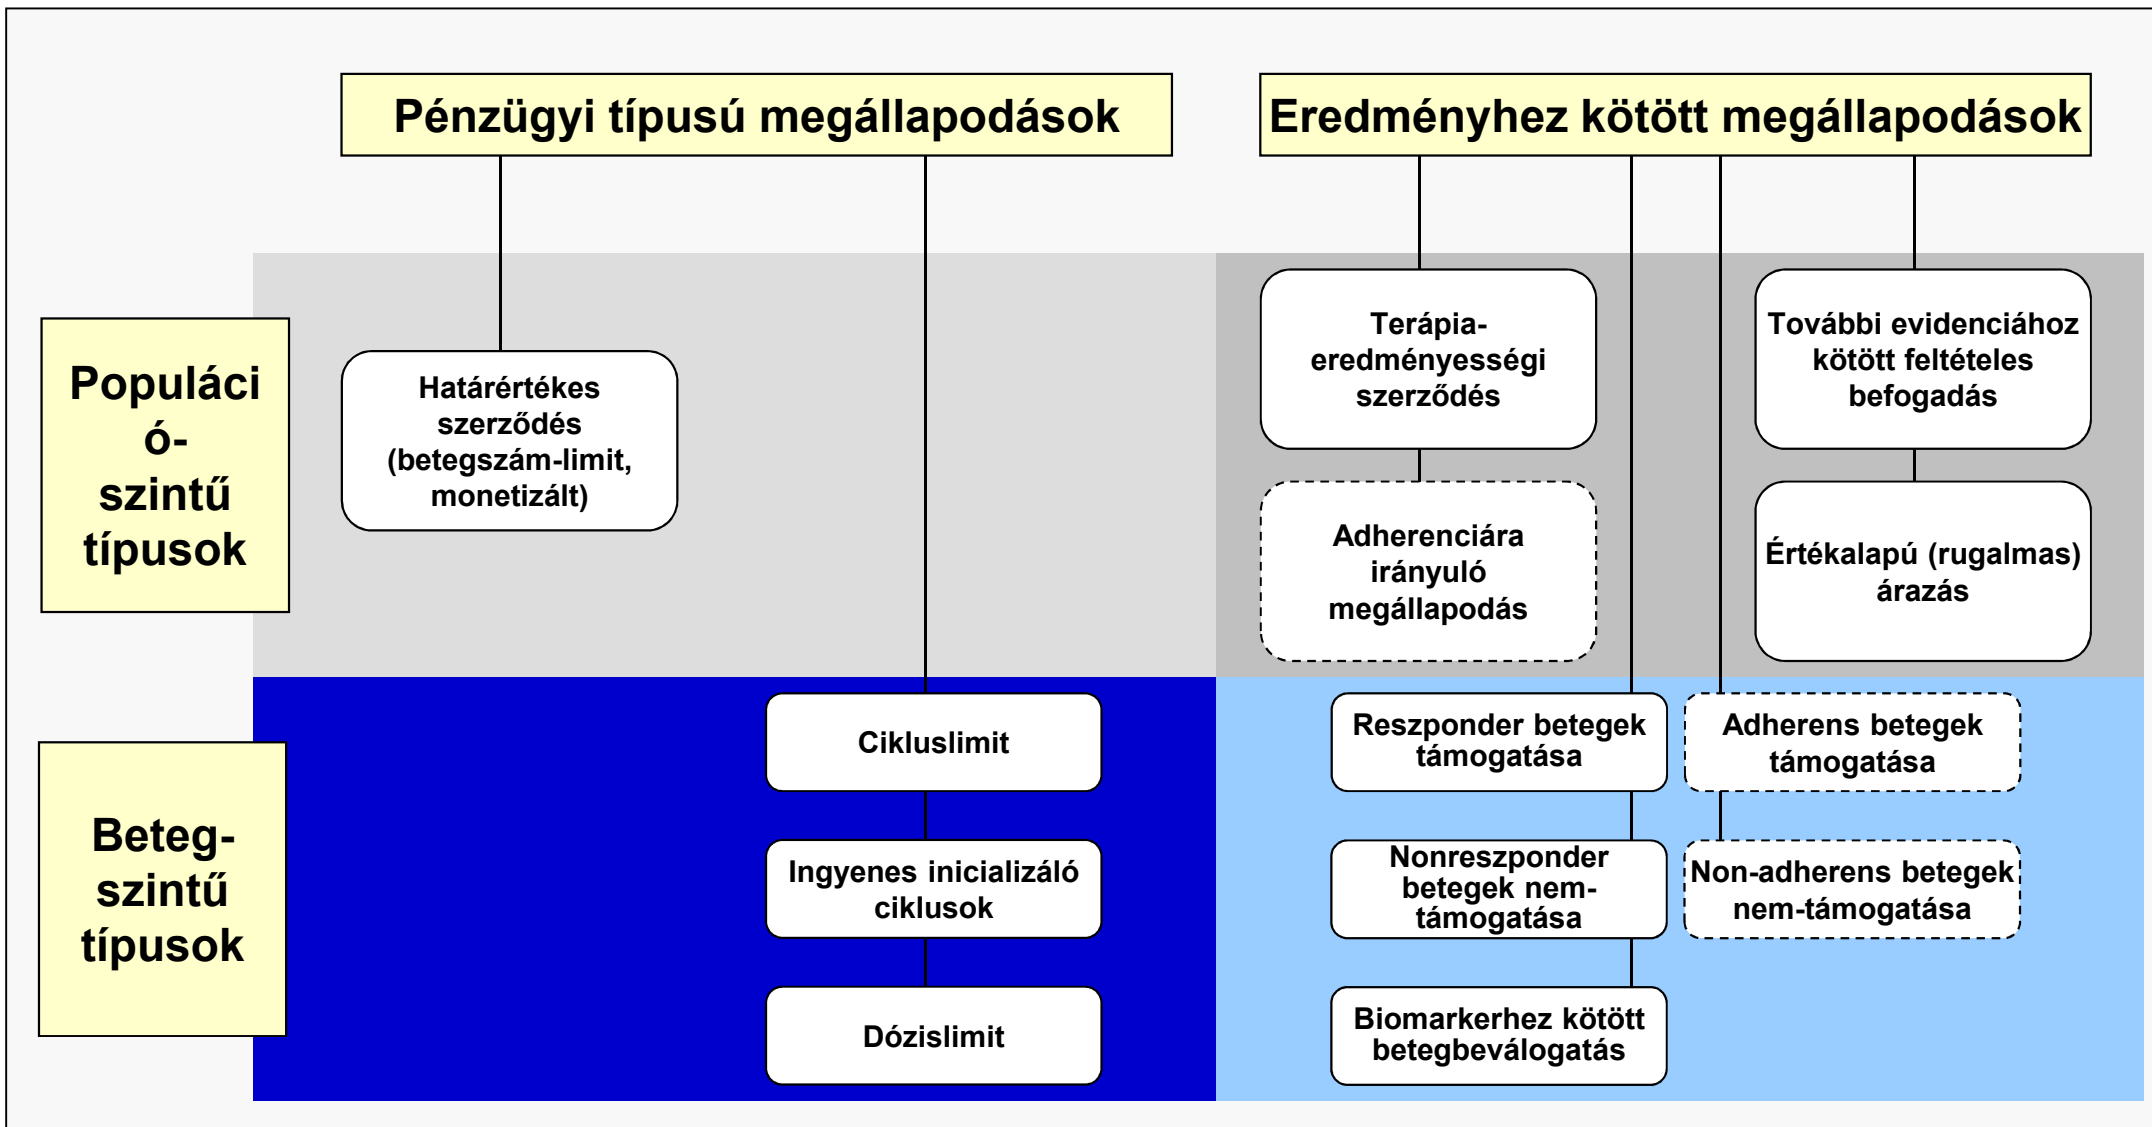 Pénzügyi típusú megállapodások
Eredményhez kötött megállapodások
Populáci
ó-
szintű
típusok
Határértékes
szerződés
(betegszám-limit,
monetizált)
Terápia-
eredményességi
szerződés
További evidenciához
kötött feltételes
befogadás
Adherenciára
irányuló
megállapodás
Értékalapú (rugalmas)
árazás
Beteg-
szintű
típusok
Cikluslimit
Reszponder betegek
támogatása
Adherens betegek
támogatása
Ingyenes inicializáló
ciklusok
Nonreszponder
betegek nem-
támogatása
Non-adherens betegek
nem-támogatása
Dózislimit
Biomarkerhez kötött
betegbeválogatás